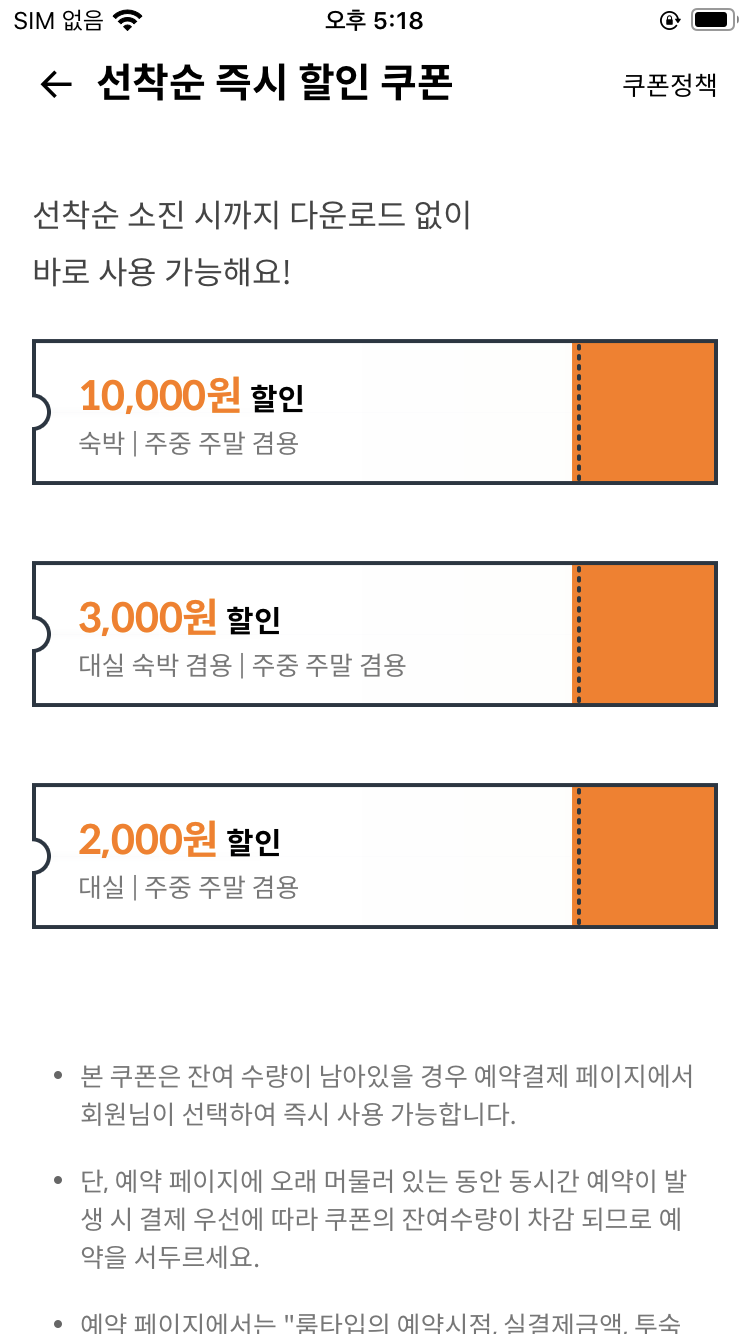 SIM 없음
오후 5:18
선착순 즉시 할인 쿠폰
쿠폰정책
선착순 소진 시까지 다운로드 없이
바로 사용 가능해요!
10,000원 할인
숙박 | 주중 주말 겸용
3,000원 할인
대실 숙박 겸용 | 주중 주말 겸용
2,000원 할인
대실 | 주중 주말 겸용
• 본 쿠폰은 잔여 수량이 남아있을 경우 예약결제 페이지에서
회원님이 선택하여 즉시 사용 가능합니다.
• 단, 예약 페이지에 오래 머물러 있는 동안 동시간 예약이 발
생 시 결제 우선에 따라 쿠폰의 잔여수량이 차감 되므로 예
약을 서두르세요.
• 예약 페이지에서는 "룸타입의 예약시점, 실결제금액, 투숙